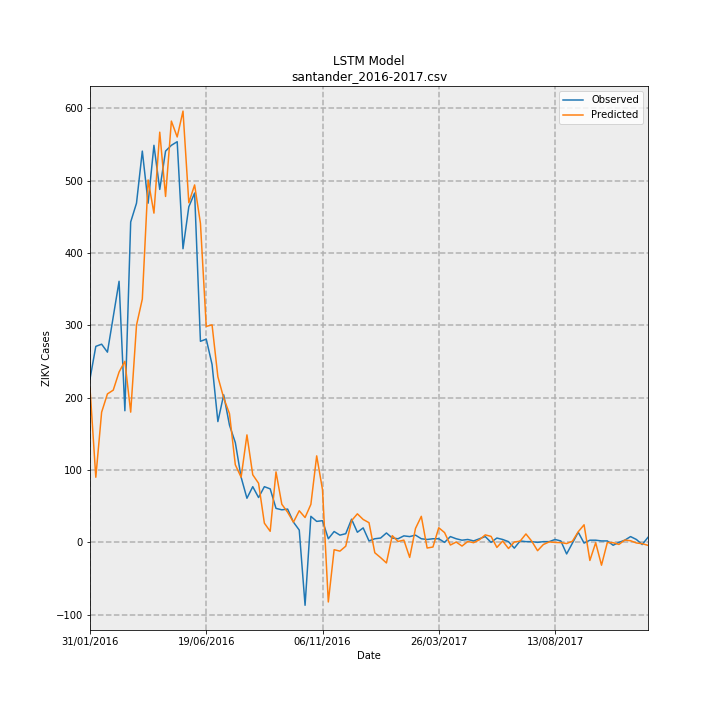 LSTM Model
santander_2016-2017.csv
Observed
Predicted
600
500
400
300
200
100
0
−100
ZIKV Cases
31/01/2016 19/06/2016 06/11/2016 26/03/2017 13/08/2017
Date